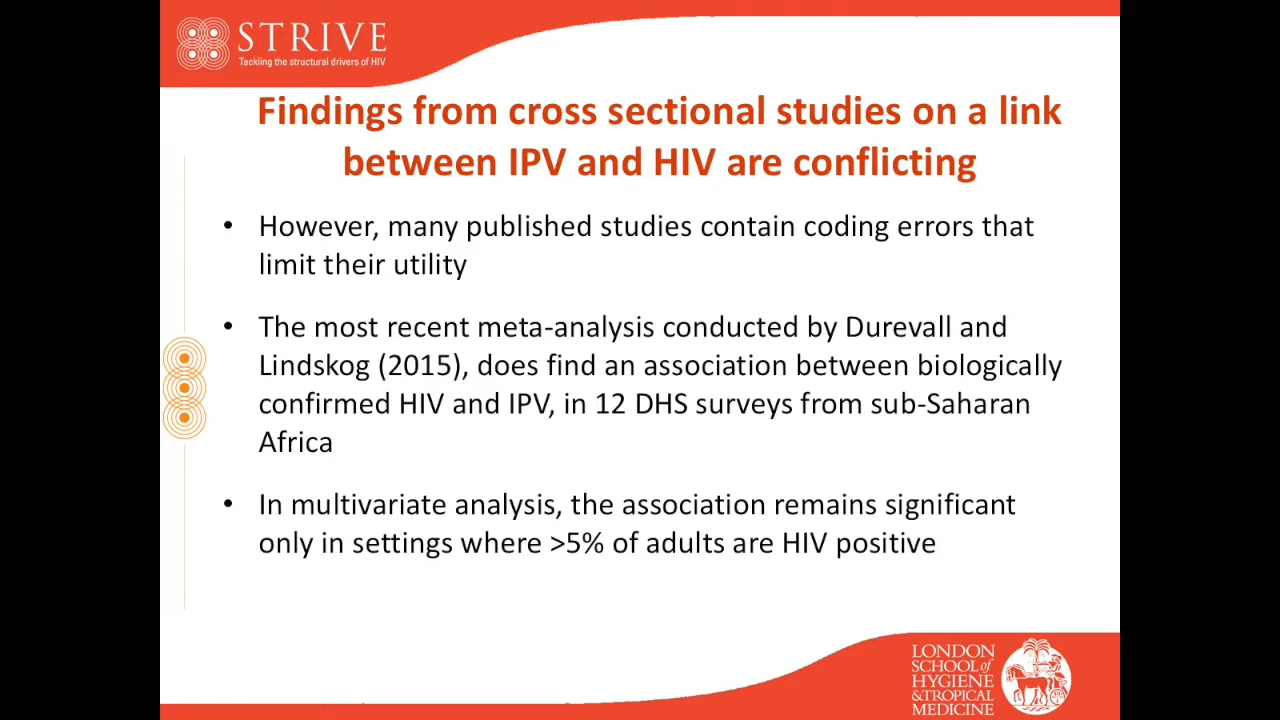 STRIVE
Tackling the structural drivers of HIV
Findings from cross sectional studies on a link
between IPV and HIV are conflicting
• However, many published studies contain coding errors that
limit their utility
• The most recent meta-analysis conducted by Durevall and
Lindskog (2015), does find an association between biologically
confirmed HIV and IPV, in 12 DHS surveys from sub-Saharan
Africa
• In multivariate analysis, the association remains significant
only in settings where >5% of adults are HIV positive
LONDON
SCHOOL of
HYGIENE
& TROPICAL
MEDICINE